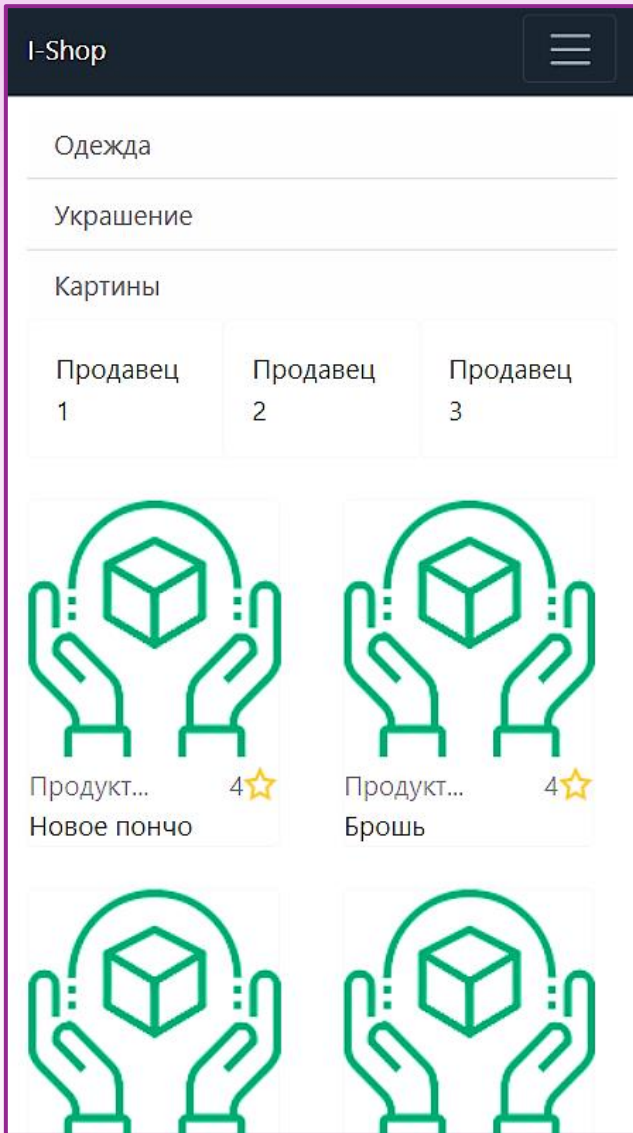 I-Shop
Одежда
Украшение
Картины
Продавец Продавец Продавец
1 2 3
Продукт... 4 Продукт... 4
Новое пончо Брошь